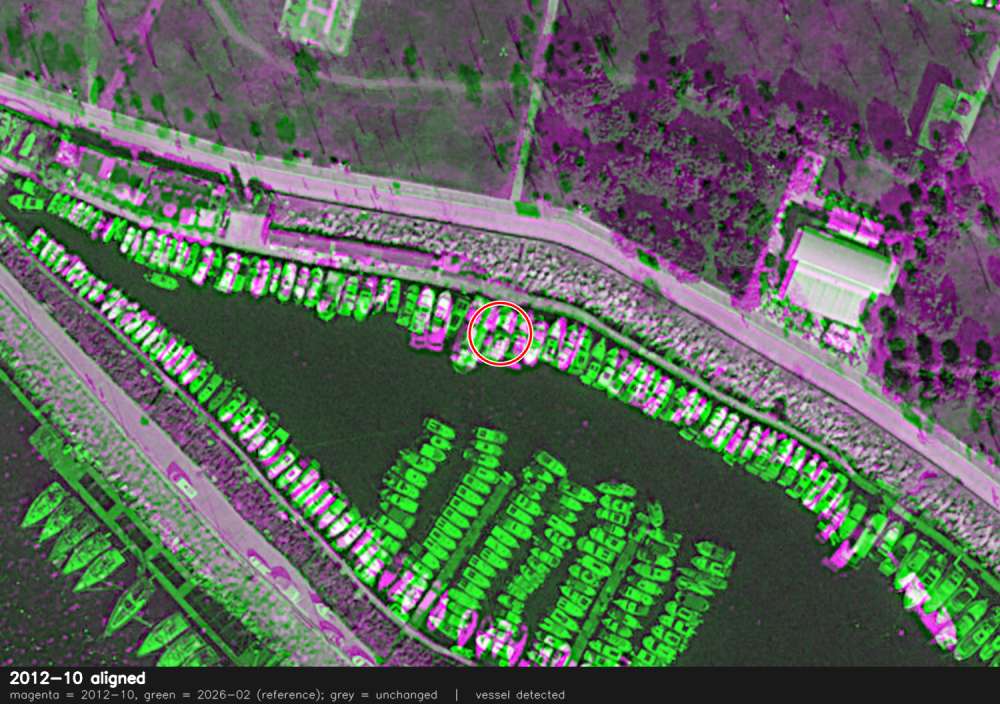 2012-10 aligned
magenta = 2012-10, green = 2026-02 (reference); grey = unchanged | vessel detected